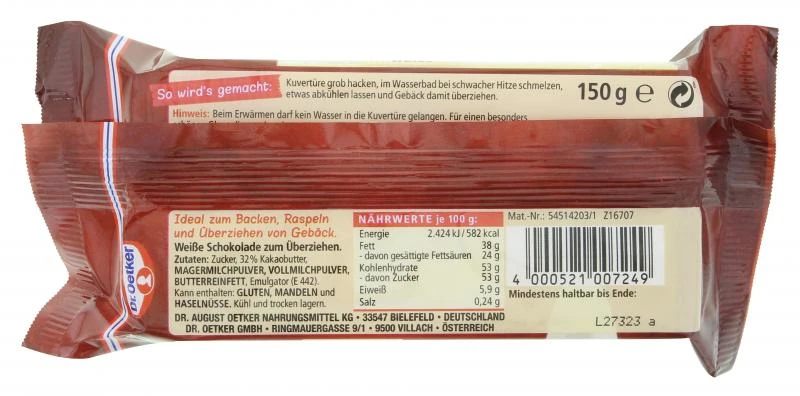 So wird's gemacht:
Kuvertüre grob hacken, im Wasserbad bei schwacher Hitze schmelzen,
etwas abkühlen lassen und Gebäck damit überziehen.
150 g ℮
Hinweis: Beim Erwärmen darf kein Wasser in die Kuvertüre gelangen. Für einen besonders
Dr. Oetker
Ideal zum Backen, Raspeln
und Überziehen von Gebäck.
Weiße Schokolade zum Überziehen.
Zutaten: Zucker, 32% Kakaobutter,
MAGERMILCHPULVER, VOLLMILCHPULVER,
BUTTERREINFETT, Emulgator (E 442).
Kann enthalten: GLUTEN, MANDELN und
HASELNÜSSE. Kühl und trocken lagern.
DR. AUGUST OETKER NAHRUNGSMITTEL KG • 33547 BIELEFELD • DEUTSCHLAND
DR. OETKER GMBH • RINGMAUERGASSE 9/1 • 9500 VILLACH • ÖSTERREICH
NÄHRWERTE je 100 g:
Energie 2.424 kJ / 582 kcal
Fett 38 g
- davon gesättigte Fettsäuren 24 g
Kohlenhydrate 53 g
- davon Zucker 53 g
Eiweiß 5,9 g
Salz 0,24 g
Mat.-Nr.: 54514203/1 Z16707
4 000521 007249
Mindestens haltbar bis Ende:
L27323 a